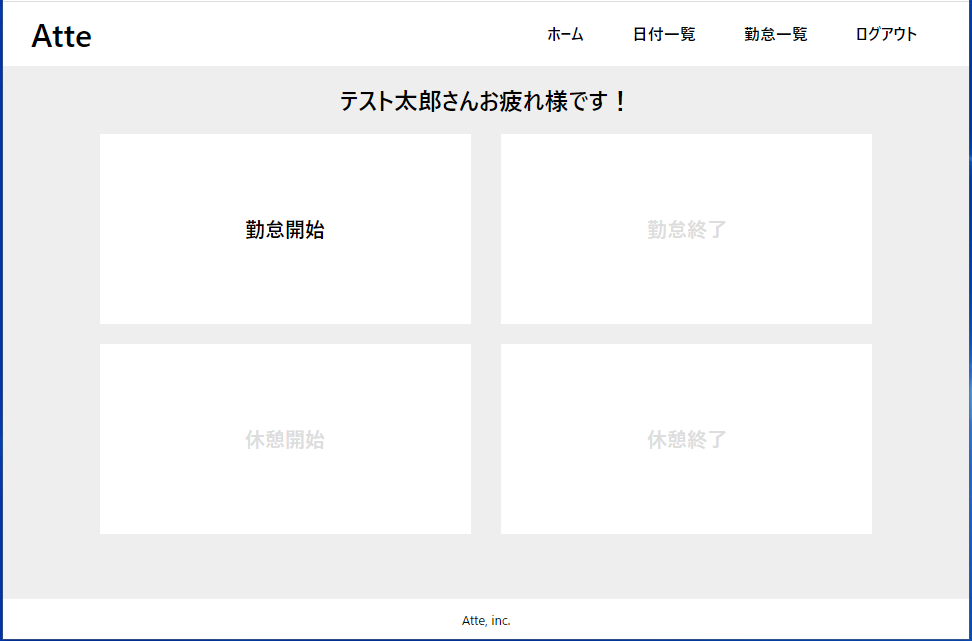 Atte ホーム 日付一覧 勤怠一覧 ログアウト
テスト太郎さんお疲れ様です！
勤怠開始 勤怠終了
休憩開始 休憩終了
Atte, inc.